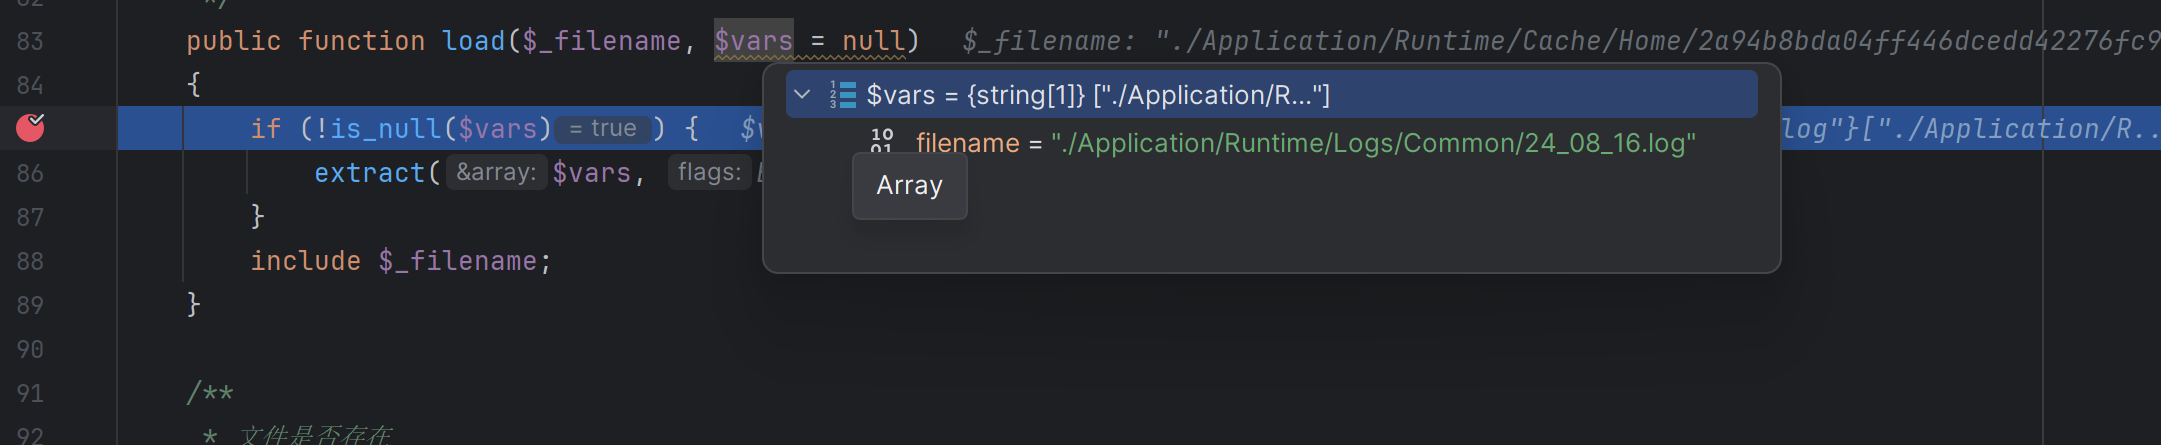 82 */
83 public function load($_filename, $vars = null) $_filename: "./Application/Runtime/Cache/Home/2a94b8bda04ff446dcedd42276fc9
84 {
$vars = {string[1]} ["./Application/R..."]
if (!is_null($vars) = true ) { $v log"}["./Application/R..
filename = "./Application/Runtime/Logs/Common/24_08_16.log"
86 extract( &array: $vars, flags:
Array
87 }
88 include $_filename;
89 }
90
91 /**
92 * 文件是否存在